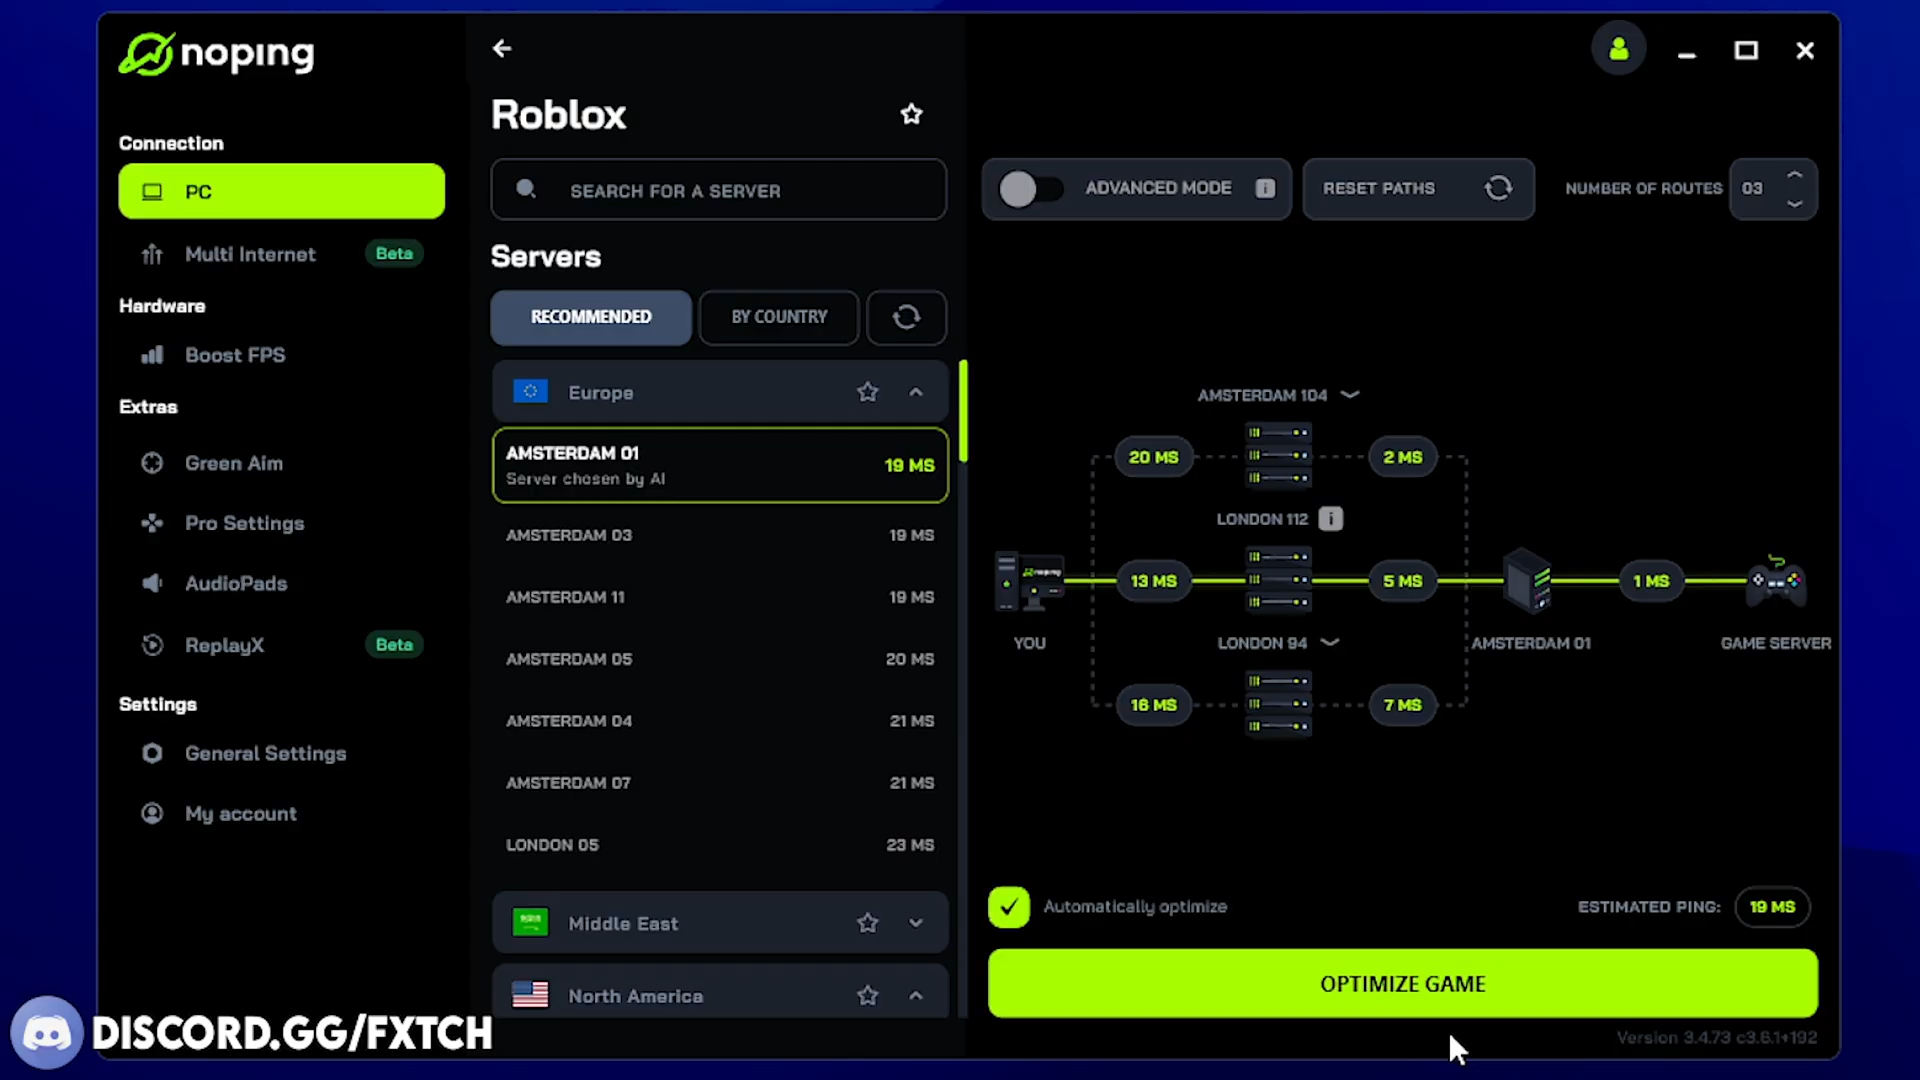 noping
Connection
PC
Multi Internet Beta
Hardware
Boost FPS
Extras
Green Aim
Pro Settings
AudioPads
ReplayX Beta
Settings
General Settings
My account
Roblox
SEARCH FOR A SERVER
Servers
RECOMMENDED BY COUNTRY
Europe
AMSTERDAM 01 19 MS
Server chosen by AI
AMSTERDAM 03 19 MS
AMSTERDAM 11 19 MS
AMSTERDAM 05 20 MS
AMSTERDAM 04 21 MS
AMSTERDAM 07 21 MS
LONDON 05 23 MS
Middle East
North America
ADVANCED MODE i RESET PATHS NUMBER OF ROUTES 03
AMSTERDAM 104
20 MS 2 MS
LONDON 112 i
noping
13 MS 5 MS 1 MS
YOU LONDON 94 AMSTERDAM 01 GAME SERVER
16 MS 7 MS
Automatically optimize ESTIMATED PING: 19 MS
OPTIMIZE GAME
Version 3.4.73 c3.6.1+192
DISCORD.GG/FXTCH